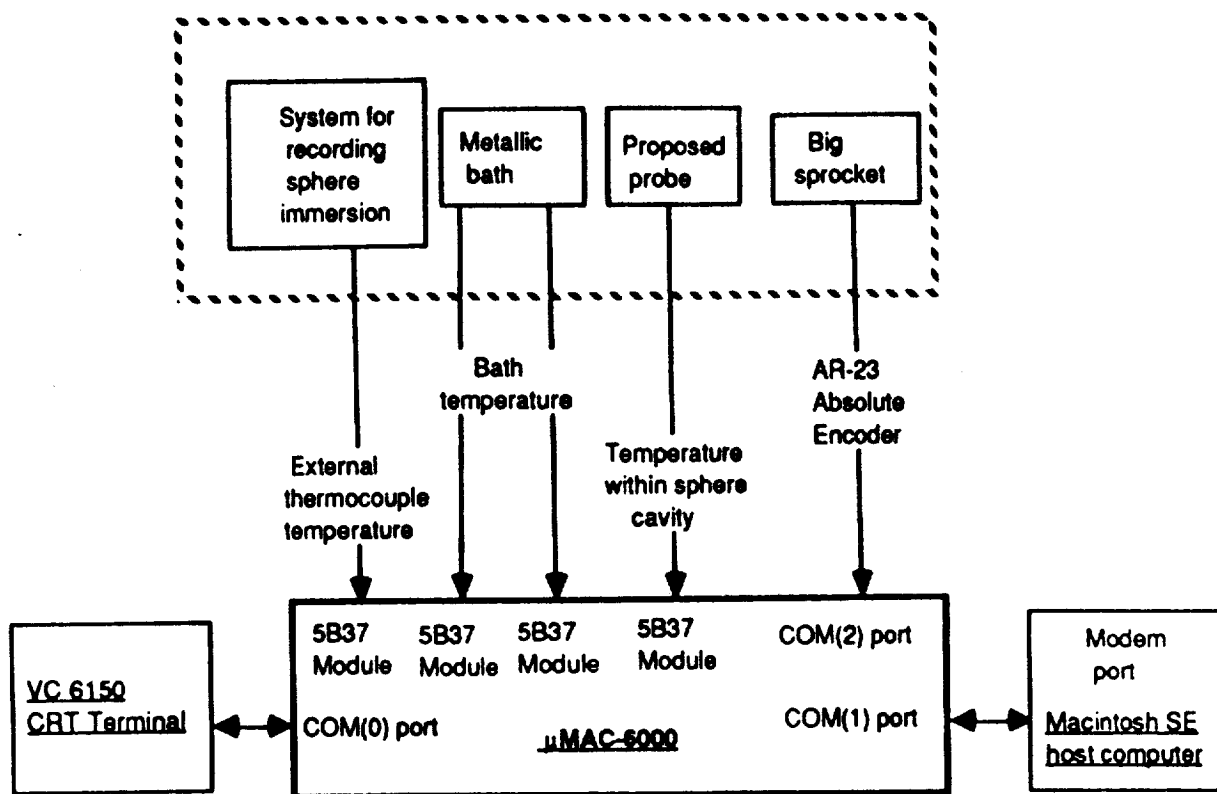 System for
recording
sphere
immersion
Metallic
bath
Proposed
probe
Big
sprocket
Bath
temperature
AR-23
Absolute
Encoder
External
thermocouple
temperature
Temperature
within sphere
cavity
5B37
Module
5B37
Module
5B37
Module
5B37
Module
COM(2) port
COM(0) port
µMAC-6000
COM(1) port
VC 6150
CRT Terminal
Modem
port
Macintosh SE
host computer